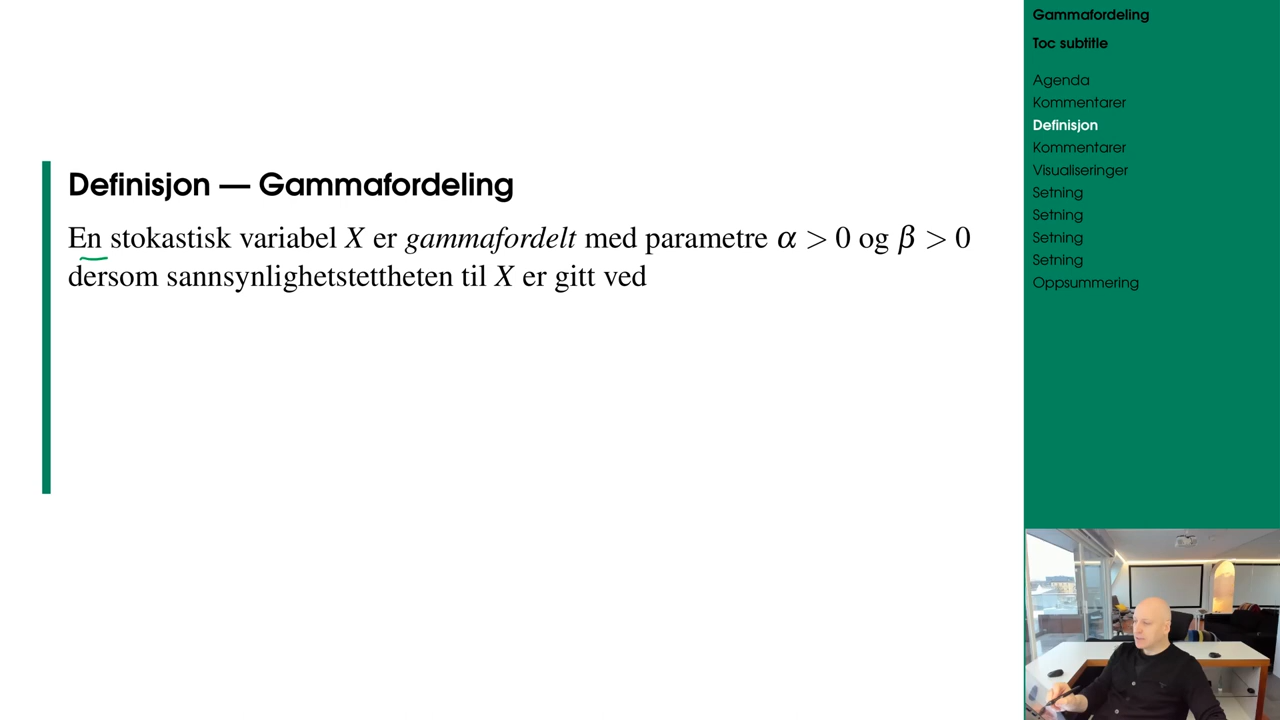 Definisjon — Gammafordeling
En stokastisk variabel X er gammafordelt med parametre α > 0 og β > 0
dersom sannsynlighetstettheten til X er gitt ved
Gammafordeling
Toc subtitle
Agenda
Kommentarer
Definisjon
Kommentarer
Visualiseringer
Setning
Setning
Setning
Setning
Oppsummering